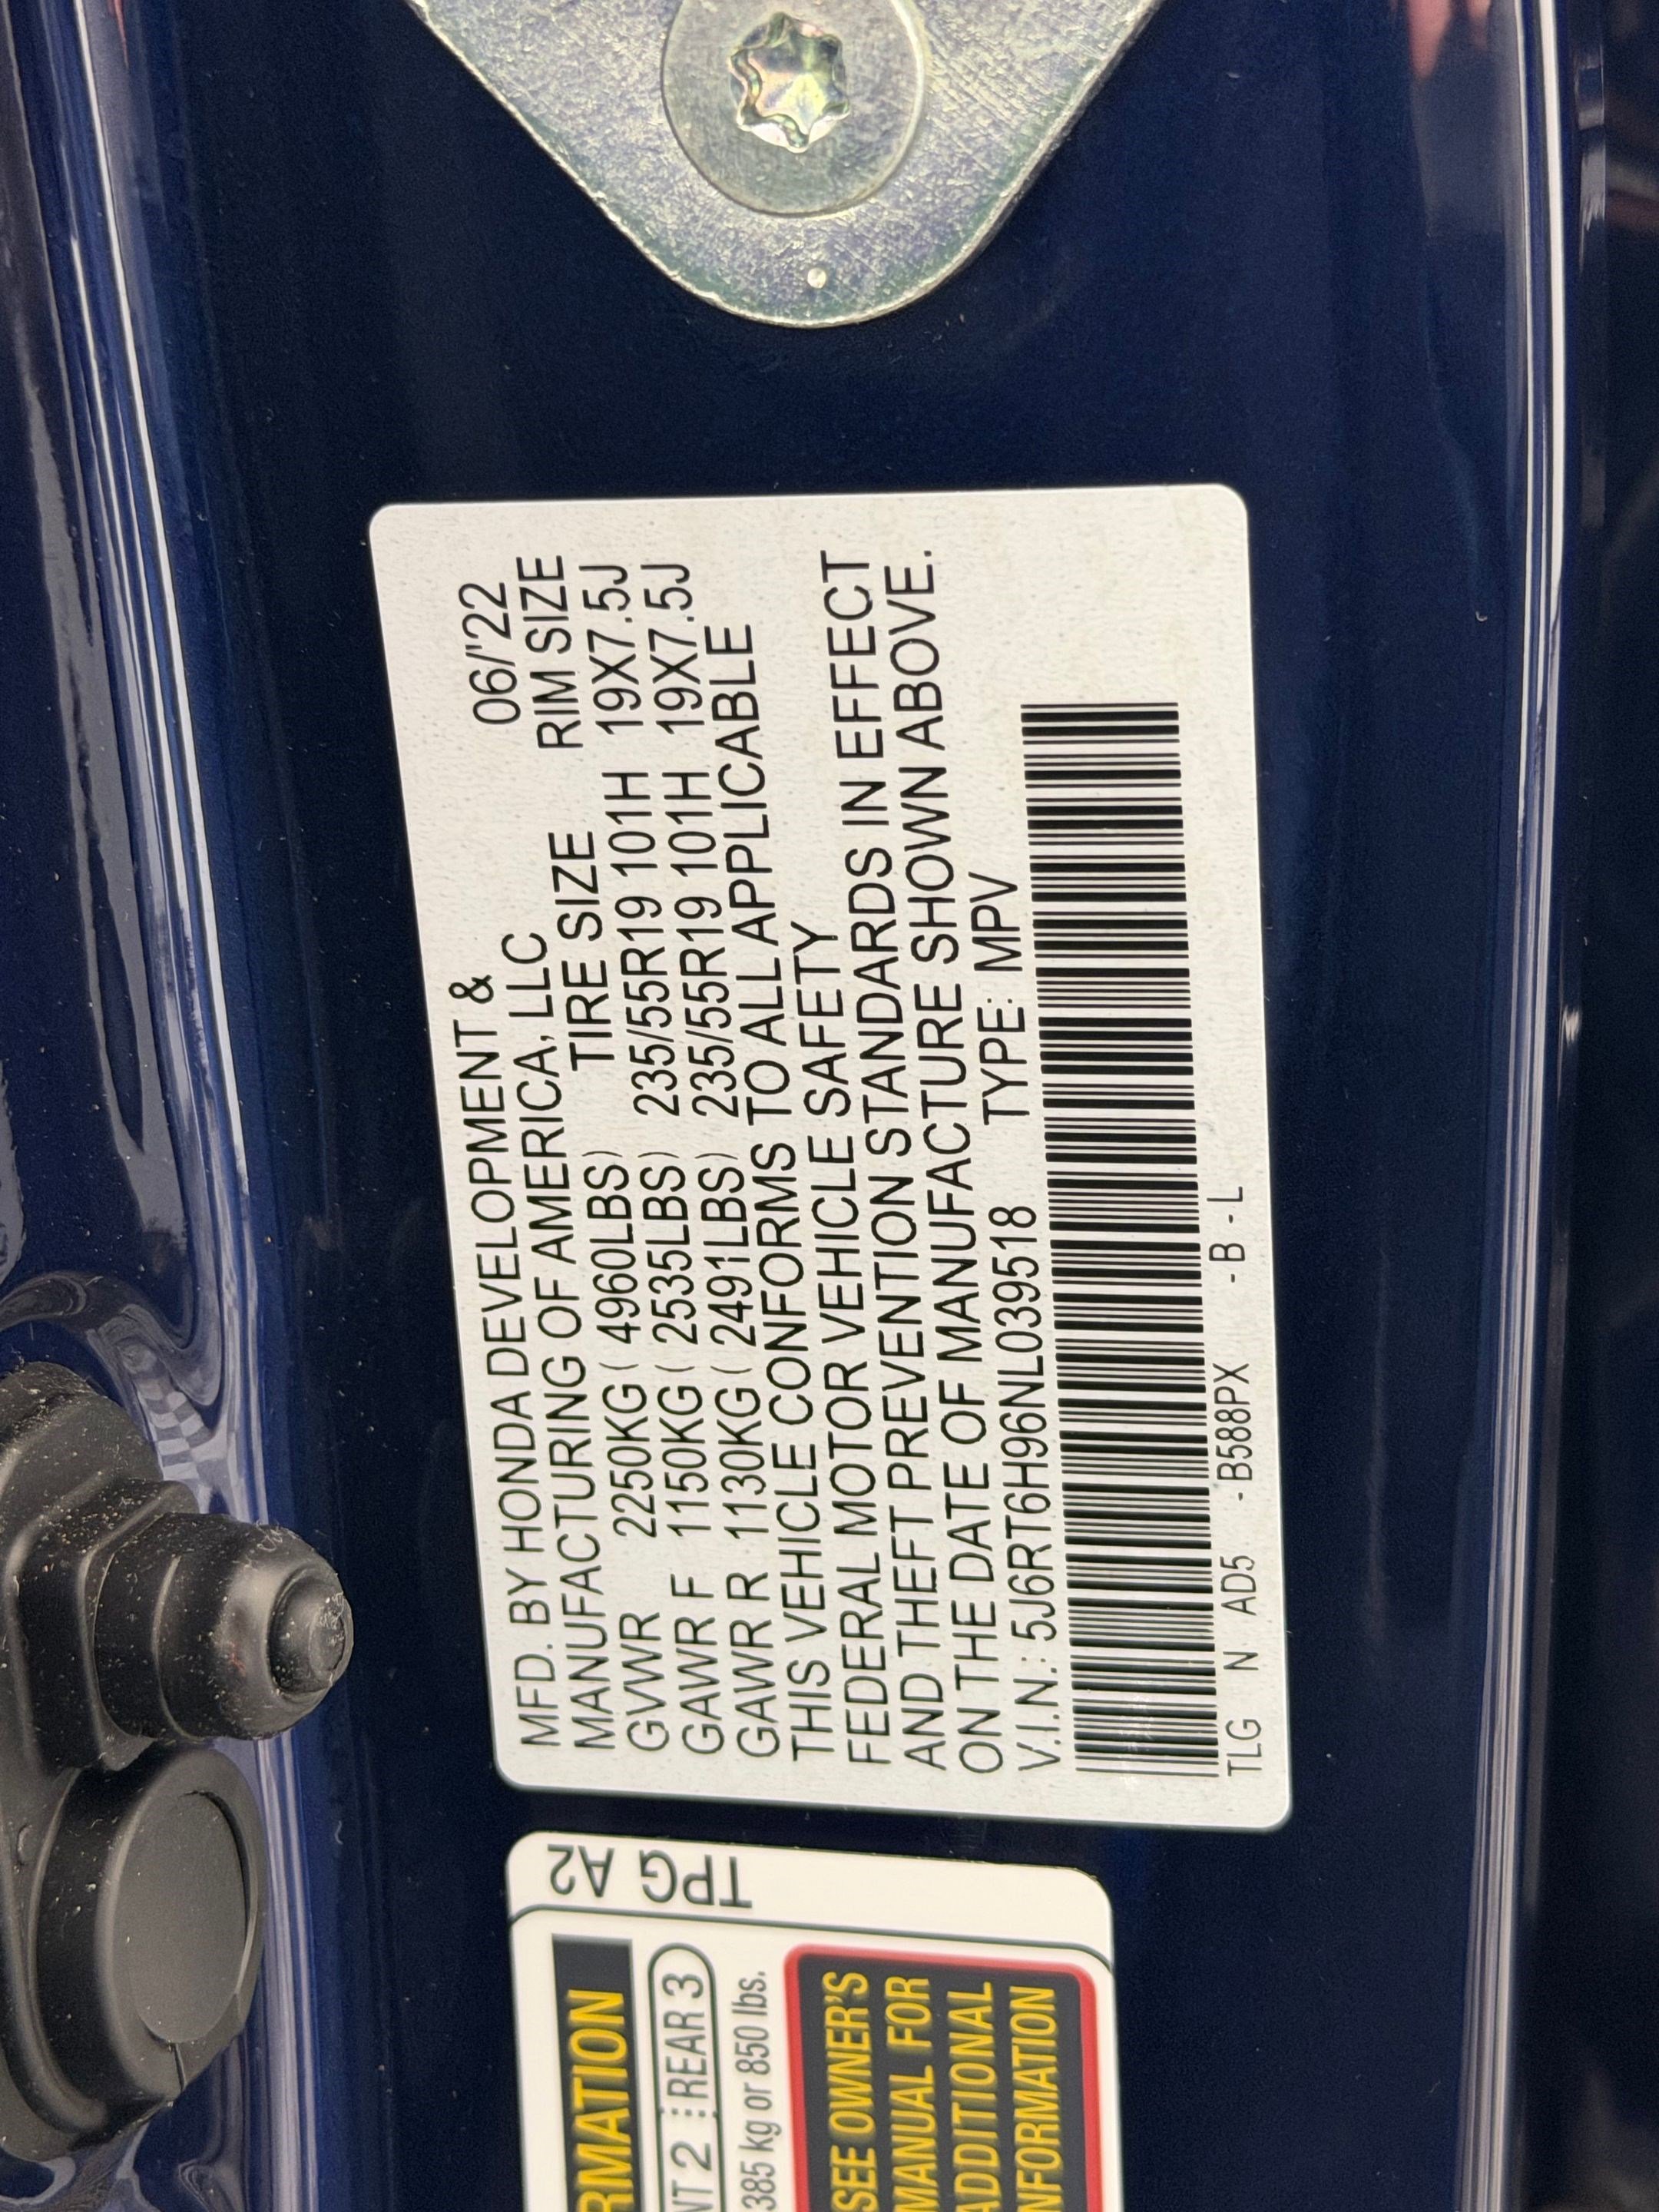 MFD. BY HONDA DEVELOPMENT & 06/'22
MANUFACTURING OF AMERICA, LLC RIM SIZE
TIRE SIZE
GVWR 2250KG ( 4960LBS) 235/55R19 101H 19X7.5J
GAWR F 1150KG ( 2535LBS) 235/55R19 101H 19X7.5J
GAWR R 1130KG ( 2491LBS)
THIS VEHICLE CONFORMS TO ALL APPLICABLE
FEDERAL MOTOR VEHICLE SAFETY
AND THEFT PREVENTION STANDARDS IN EFFECT
ON THE DATE OF MANUFACTURE SHOWN ABOVE.
V.I.N.: 5J6RT6H96NL039518 TYPE: MPV
TLG N AD5 -B588PX -B-L
TPG A2
RMATION
NT 2 REAR 3
385 kg or 850 lbs.
SEE OWNER'S
MANUAL FOR
ADDITIONAL
NFORMATION